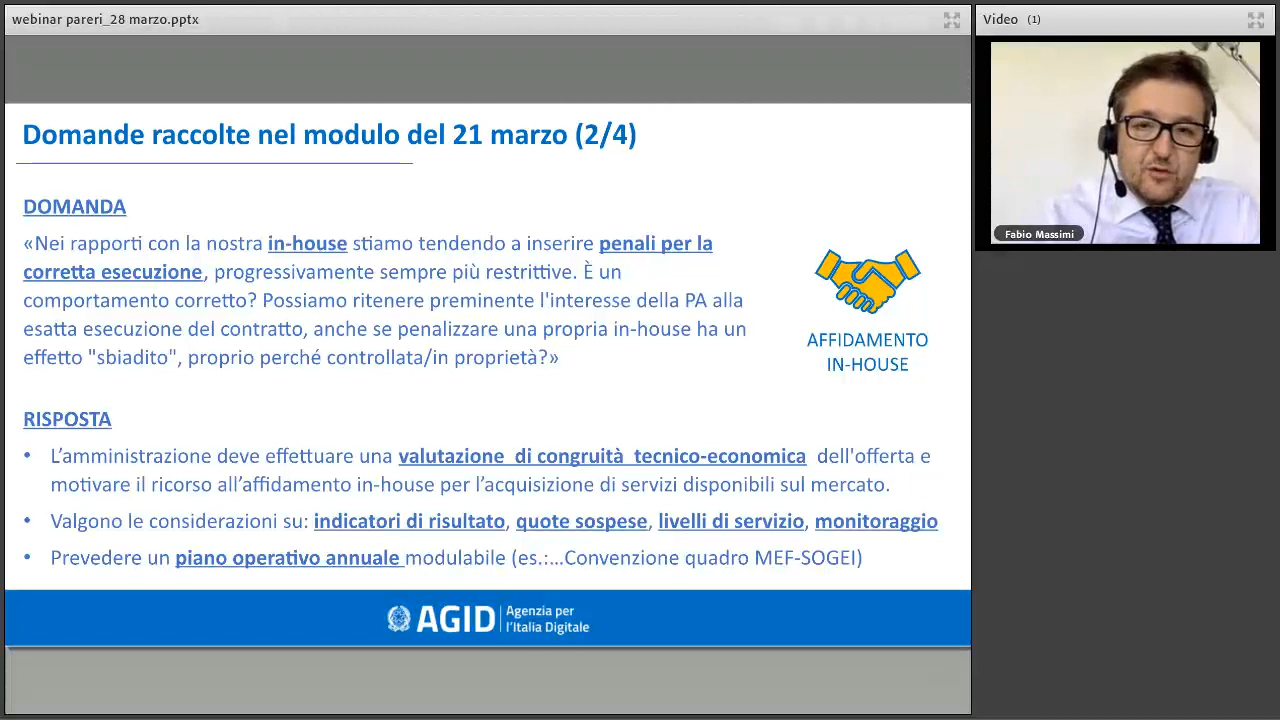 webinar pareri_28 marzo.pptx
Video (1)
Domande raccolte nel modulo del 21 marzo (2/4)
DOMANDA
«Nei rapporti con la nostra in-house stiamo tendendo a inserire penali per la
corretta esecuzione, progressivamente sempre più restrittive. È un
comportamento corretto? Possiamo ritenere preminente l'interesse della PA alla
esatta esecuzione del contratto, anche se penalizzare una propria in-house ha un
effetto "sbiadito", proprio perché controllata/in proprietà?»
AFFIDAMENTO
IN-HOUSE
RISPOSTA
• L’amministrazione deve effettuare una valutazione di congruità tecnico-economica dell'offerta e
motivare il ricorso all’affidamento in-house per l’acquisizione di servizi disponibili sul mercato.
• Valgono le considerazioni su: indicatori di risultato, quote sospese, livelli di servizio, monitoraggio
• Prevedere un piano operativo annuale modulabile (es.:…Convenzione quadro MEF-SOGEI)
AGID
Agenzia per
l’Italia Digitale
Fabio Massimi